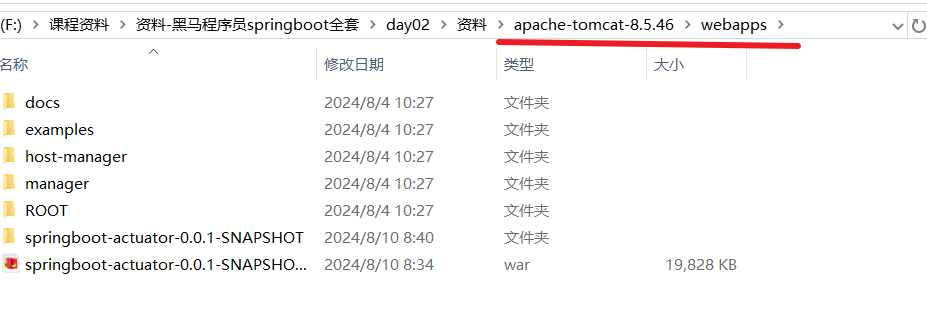 (F:) > 课程资料 > 资料-黑马程序员springboot全套 > day02 > 资料 > apache-tomcat-8.5.46 > webapps >
名称 修改日期 类型 大小
docs 2024/8/4 10:27 文件夹
examples 2024/8/4 10:27 文件夹
host-manager 2024/8/4 10:27 文件夹
manager 2024/8/4 10:27 文件夹
ROOT 2024/8/4 10:27 文件夹
springboot-actuator-0.0.1-SNAPSHOT 2024/8/10 8:40 文件夹
springboot-actuator-0.0.1-SNAPSHO... 2024/8/10 8:34 war 19,828 KB